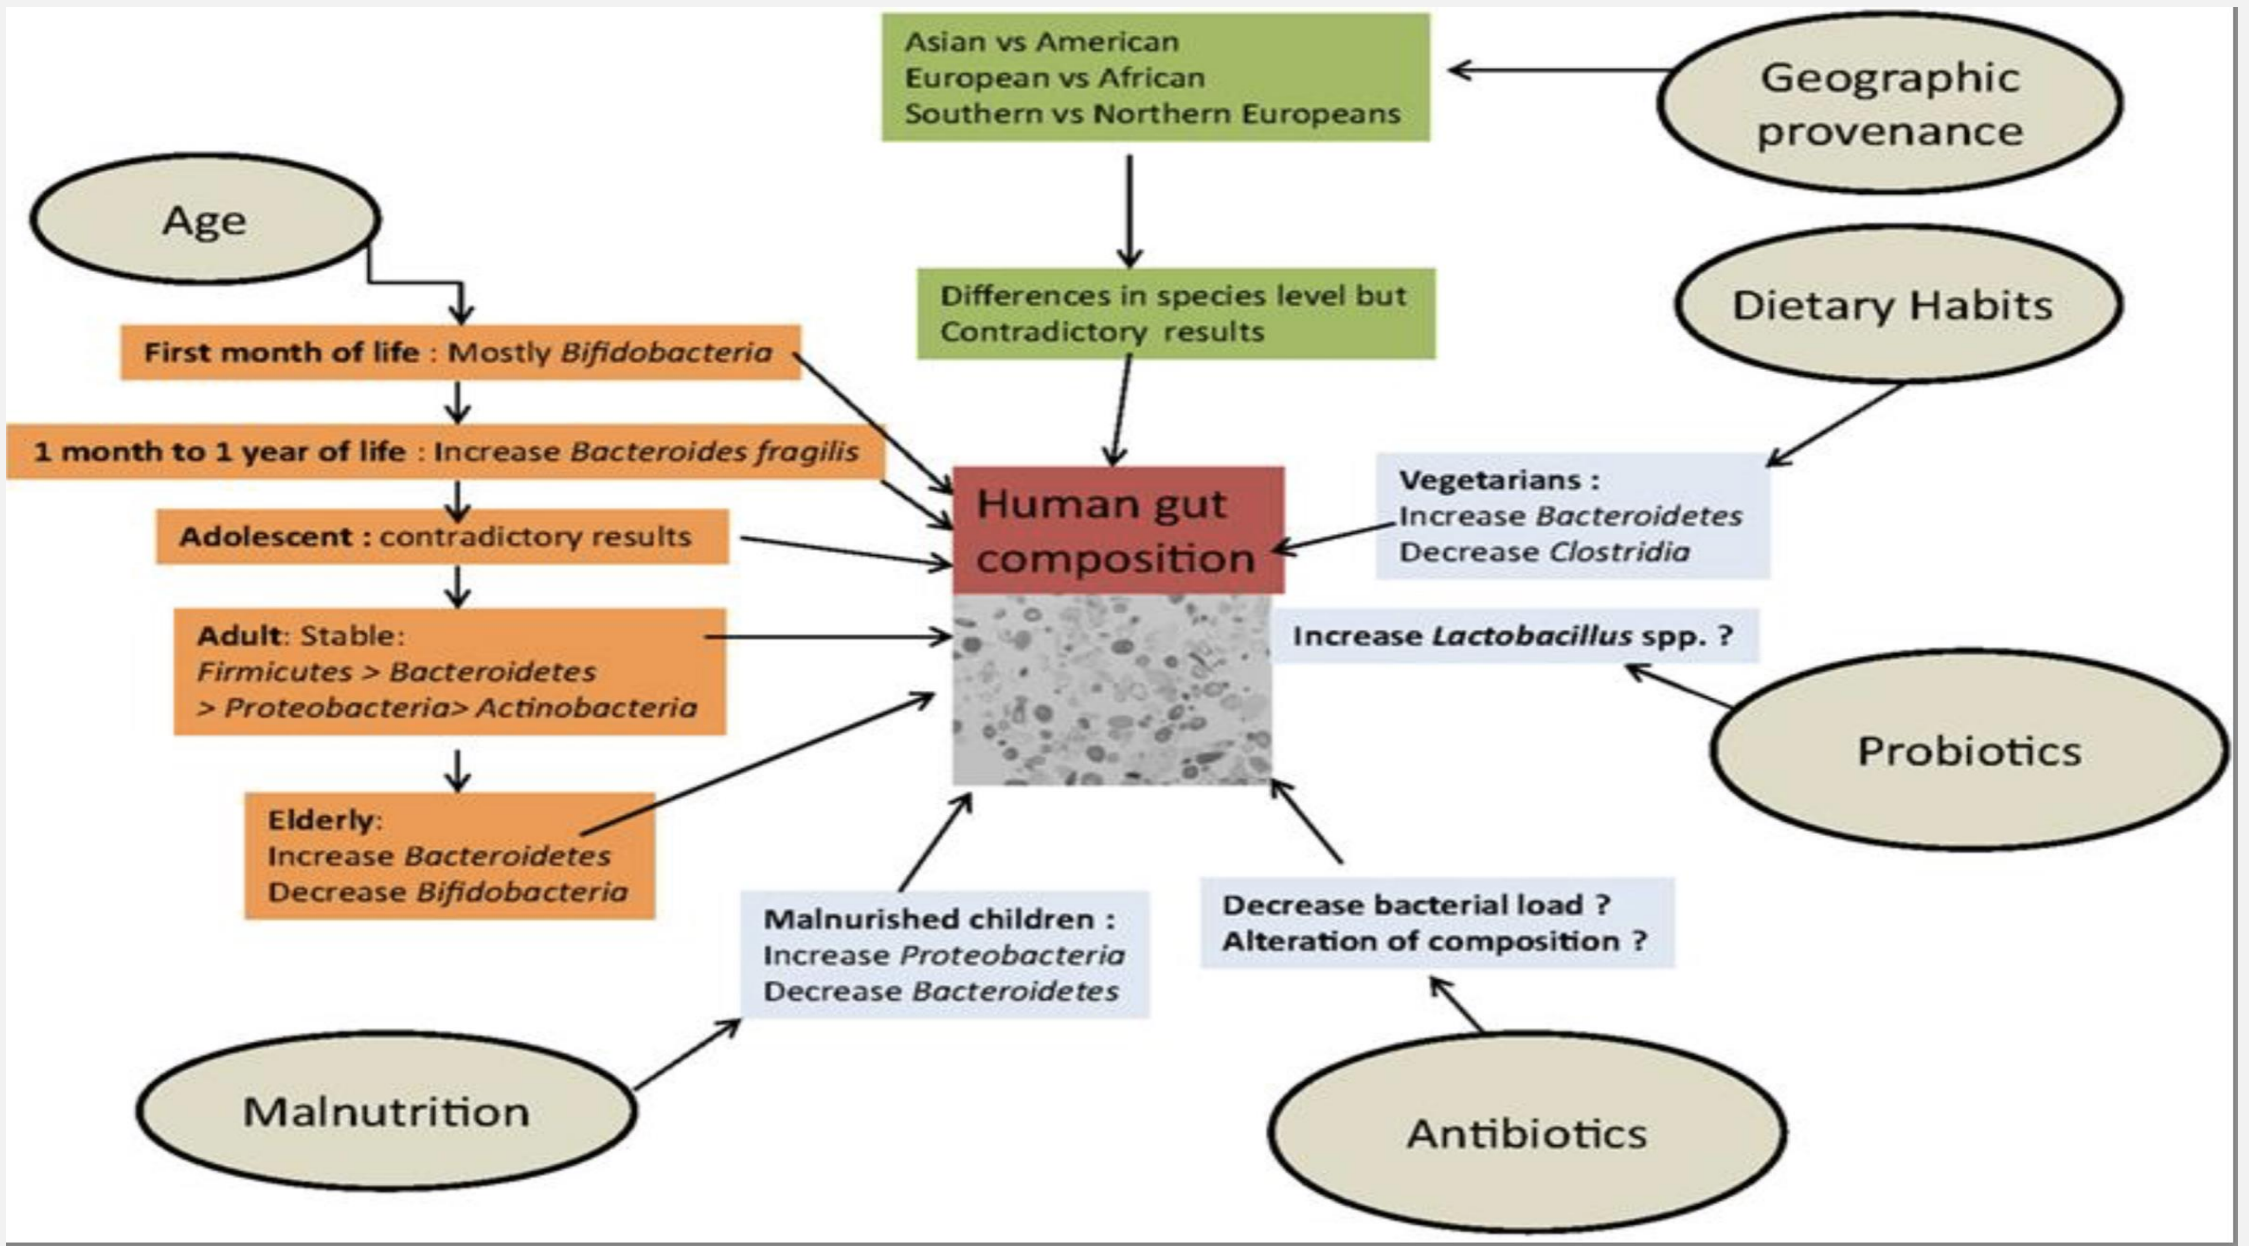 Asian vs American
European vs African
Southern vs Northern Europeans
Geographic
provenance
Age
Differences in species level but
Contradictory results
Dietary Habits
First month of life : Mostly Bifidobacteria
1 month to 1 year of life : Increase Bacteroides fragilis
Adolescent : contradictory results
Adult: Stable:
Firmicutes > Bacteroidetes
> Proteobacteria> Actinobacteria
Elderly:
Increase Bacteroidetes
Decrease Bifidobacteria
Human gut
composition
Vegetarians :
Increase Bacteroidetes
Decrease Clostridia
Increase Lactobacillus spp. ?
Probiotics
Malnurished children :
Increase Proteobacteria
Decrease Bacteroidetes
Decrease bacterial load ?
Alteration of composition ?
Malnutrition
Antibiotics